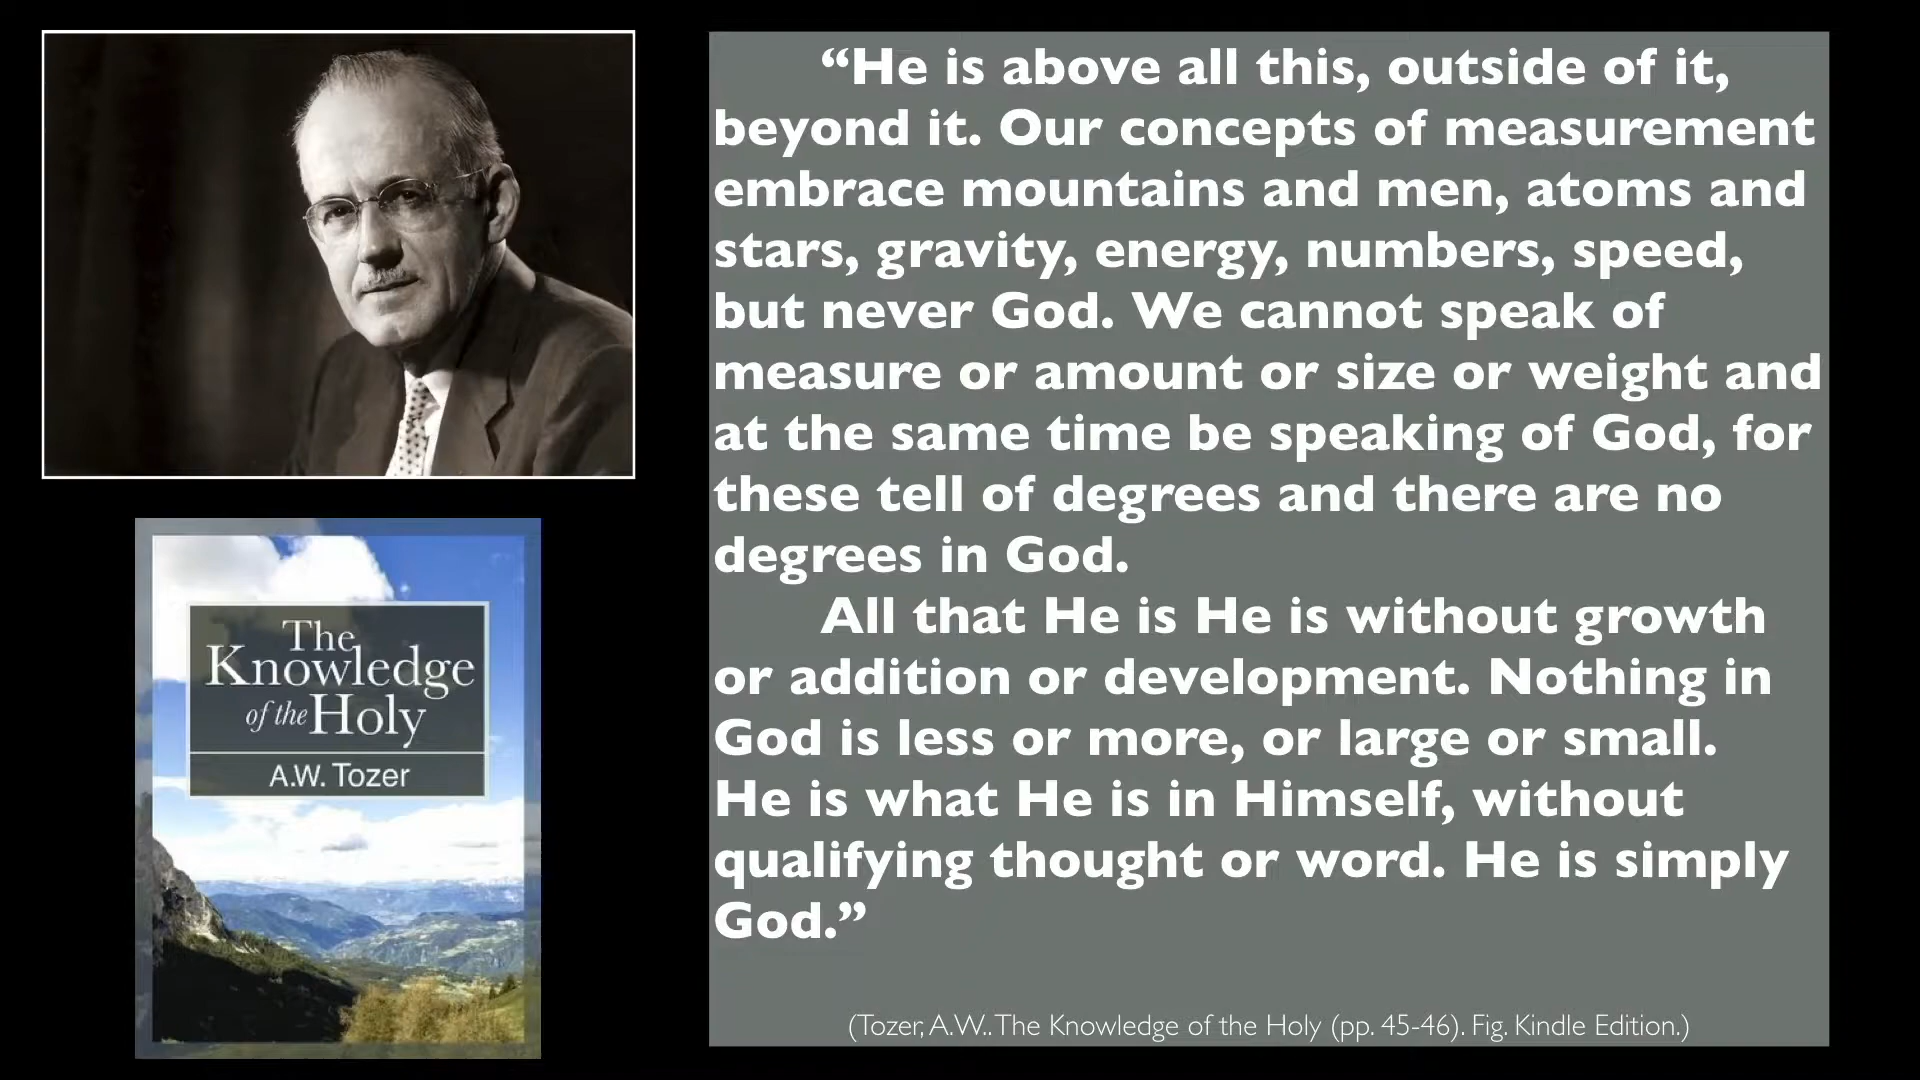 “He is above all this, outside of it,
beyond it. Our concepts of measurement
embrace mountains and men, atoms and
stars, gravity, energy, numbers, speed,
but never God. We cannot speak of
measure or amount or size or weight and
at the same time be speaking of God, for
these tell of degrees and there are no
degrees in God.
All that He is He is without growth
or addition or development. Nothing in
God is less or more, or large or small.
He is what He is in Himself, without
qualifying thought or word. He is simply
God.”
(Tozer, A.W.. The Knowledge of the Holy (pp. 45-46). Fig. Kindle Edition.)
The
Knowledge
of the Holy
A.W. Tozer